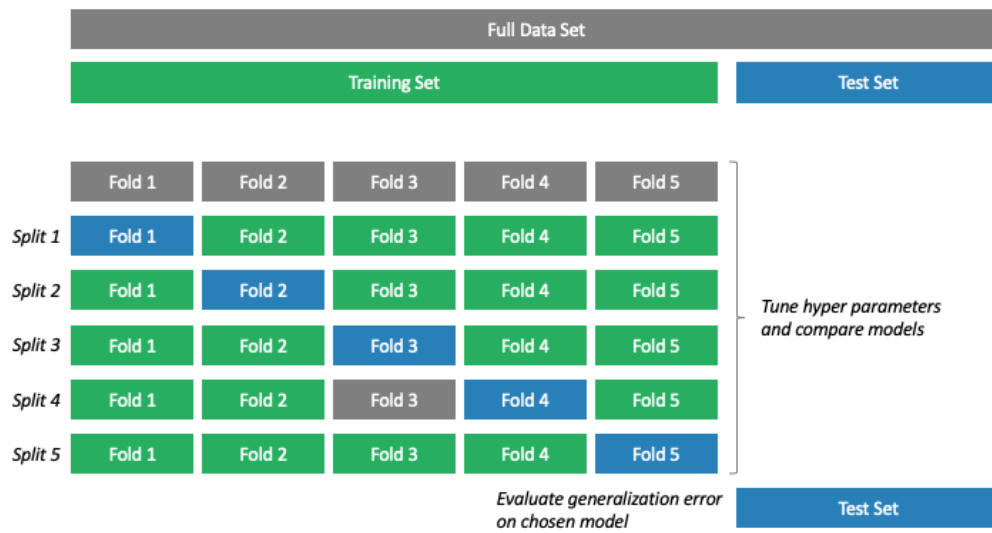 Full Data Set
Training Set
Test Set
Fold 1 Fold 2 Fold 3 Fold 4 Fold 5
Split 1 Fold 1 Fold 2 Fold 3 Fold 4 Fold 5
Split 2 Fold 1 Fold 2 Fold 3 Fold 4 Fold 5
Split 3 Fold 1 Fold 2 Fold 3 Fold 4 Fold 5
Split 4 Fold 1 Fold 2 Fold 3 Fold 4 Fold 5
Split 5 Fold 1 Fold 2 Fold 3 Fold 4 Fold 5
Tune hyper parameters
and compare models
Evaluate generalization error
on chosen model
Test Set